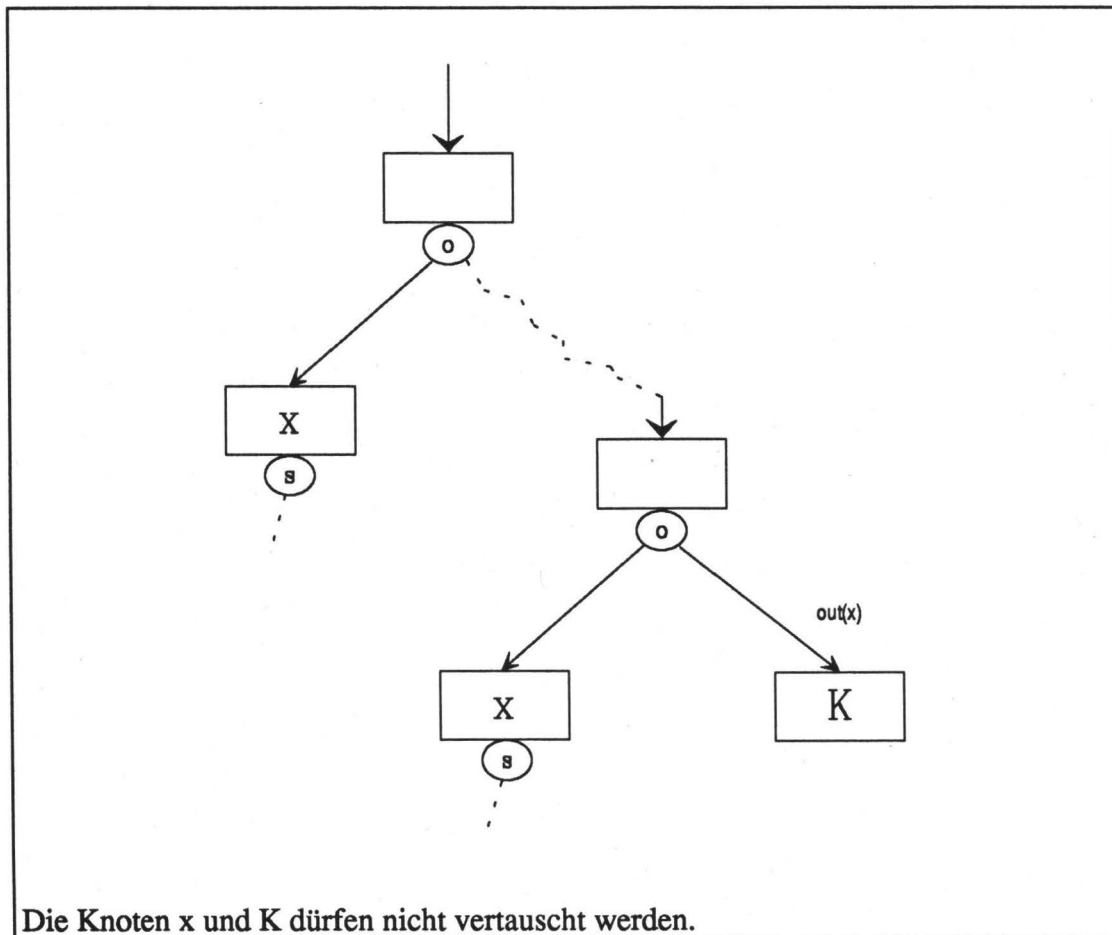 o
x
s
o
out(x)
x
K
s
Die Knoten x und K dürfen nicht vertauscht werden.